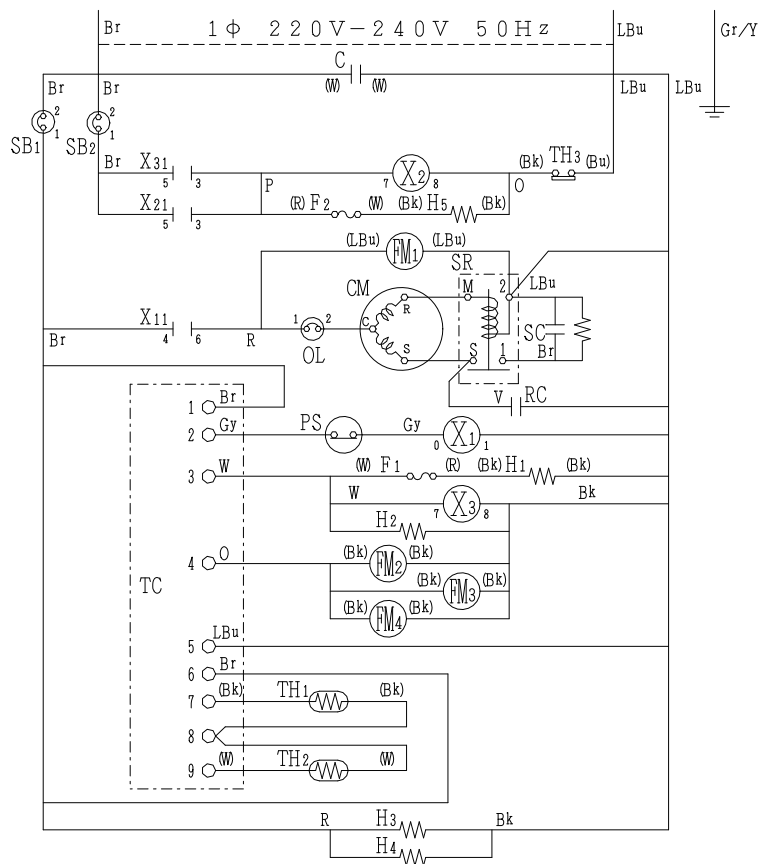 Br 1φ 220V-240V 50Hz LBu Gr/Y
C
Br Br (W) (W) LBu LBu
2 2
SB1 1 SB2 1
Br X31 X2 (Bk) TH3 (Bu)
5 3 P 7 8 O
X21 (R) F2 (W) (Bk) H5 (Bk)
5 3
(LBu) FM1 (LBu)
SR
CM M 2 LBu
R
X11 1 2 C SC
Br 4 6 R OL S S 1 Br
V RC
1 Br
2 Gy PS Gy 0 X1 1
3 W (W) F1 (R) (Bk) H1 (Bk)
W 7 X3 8 Bk
H2
4 O (Bk) FM2 (Bk)
TC (Bk) FM3 (Bk)
(Bk) FM4 (Bk)
5 LBu
6 Br
7 (Bk) TH1 (Bk)
8
9 (W) TH2 (W)
R H3 Bk
H4